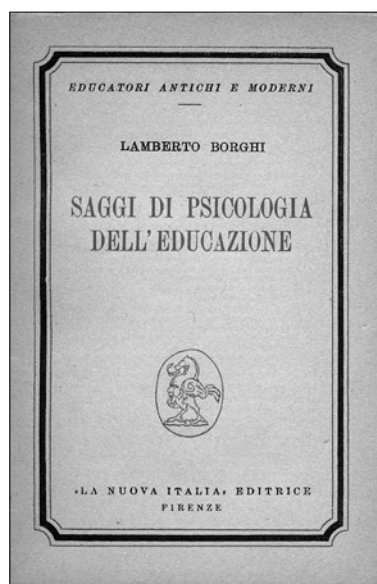 EDUCATORI ANTICHI E MODERNI
LAMBERTO BORGHI
SAGGI DI PSICOLOGIA
DELL'EDUCAZIONE
«LA NUOVA ITALIA» EDITRICE
FIRENZE